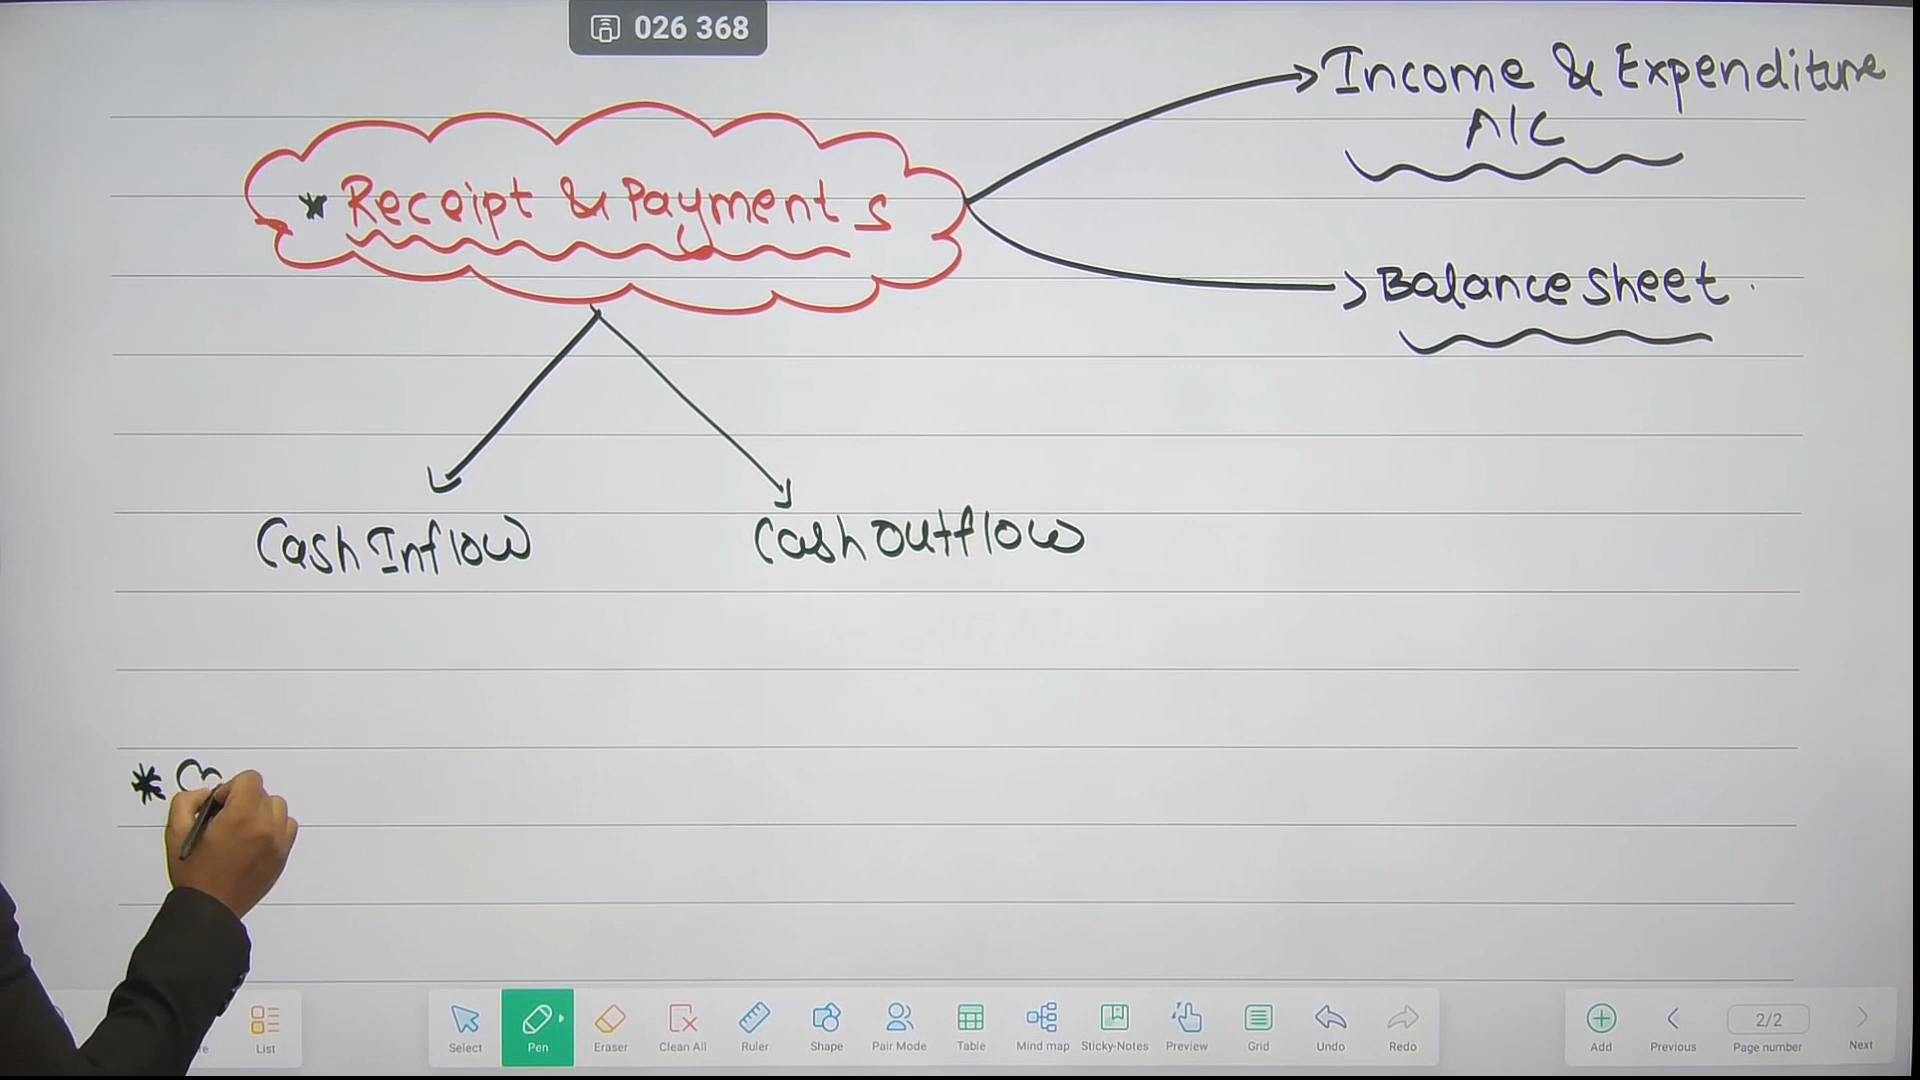 026 368
Income & Expenditure
A/C
* Receipt & Payments
Balance sheet
Cash Inflow
Cash Outflow
*
List
Select
Pen
Eraser
Clean All
Ruler
Shape
Pair Mode
Table
Mind map
Sticky-Notes
Preview
Grid
Undo
Redo
Add
Previous
2/2
Page number
Next